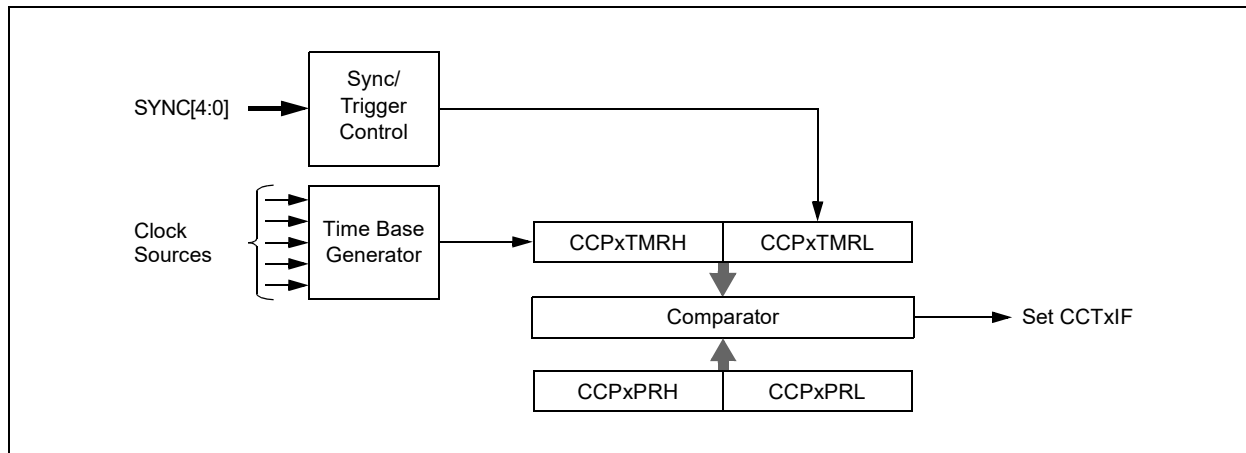 Sync/
Trigger
Control
SYNC[4:0]
Clock
Sources
Time Base
Generator
CCPxTMRH
CCPxTMRL
Comparator
Set CCTxIF
CCPxPRH
CCPxPRL